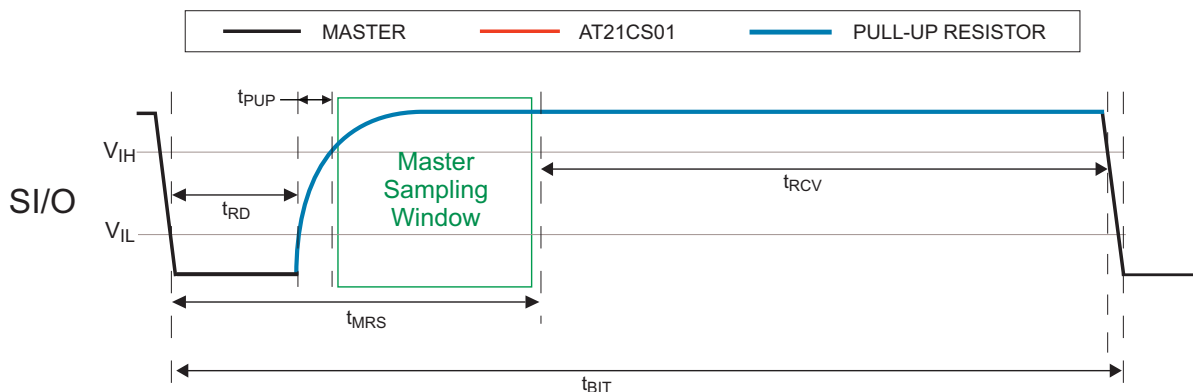 MASTER AT21CS01 PULL-UP RESISTOR
tPUP
VIH
Master
Sampling
Window
tRCV
SI/O
tRD
VIL
tMRS
tBIT